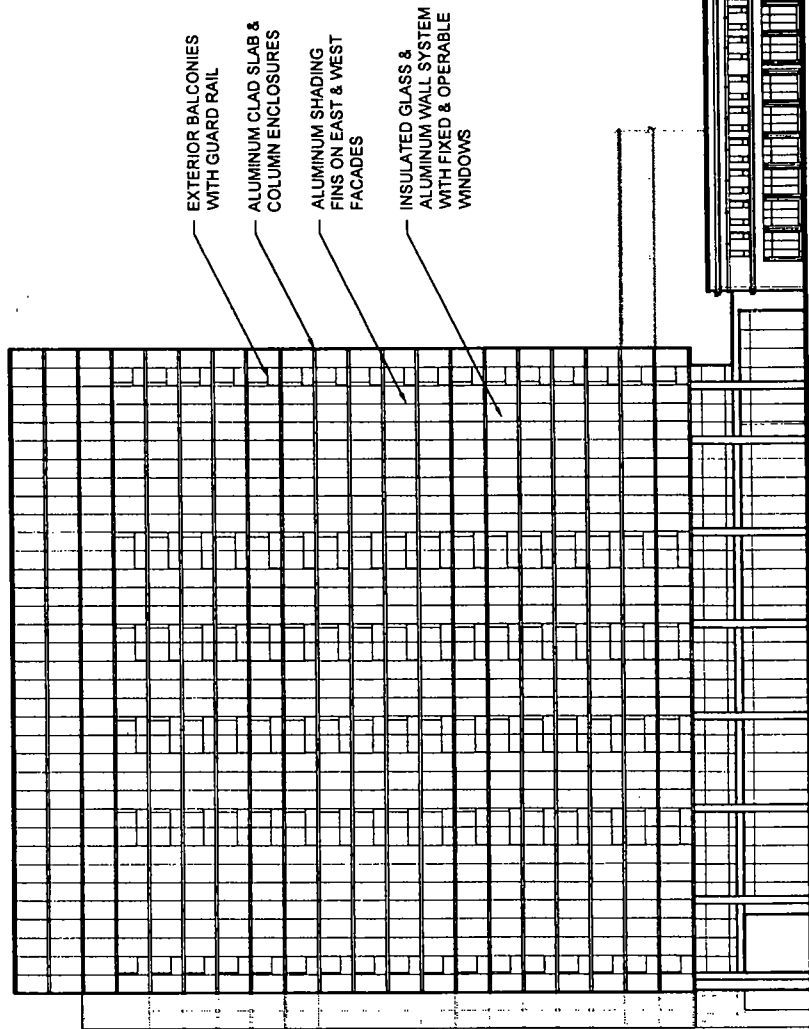 EXTERIOR BALCONIES
WITH GUARD RAIL
ALUMINUM CLAD SLAB &
COLUMN ENCLOSURES
ALUMINUM SHADING
FINS ON EAST & WEST
FACADES
INSULATED GLASS &
ALUMINUM WALL SYSTEM
WITH FIXED & OPERABLE
WINDOWS